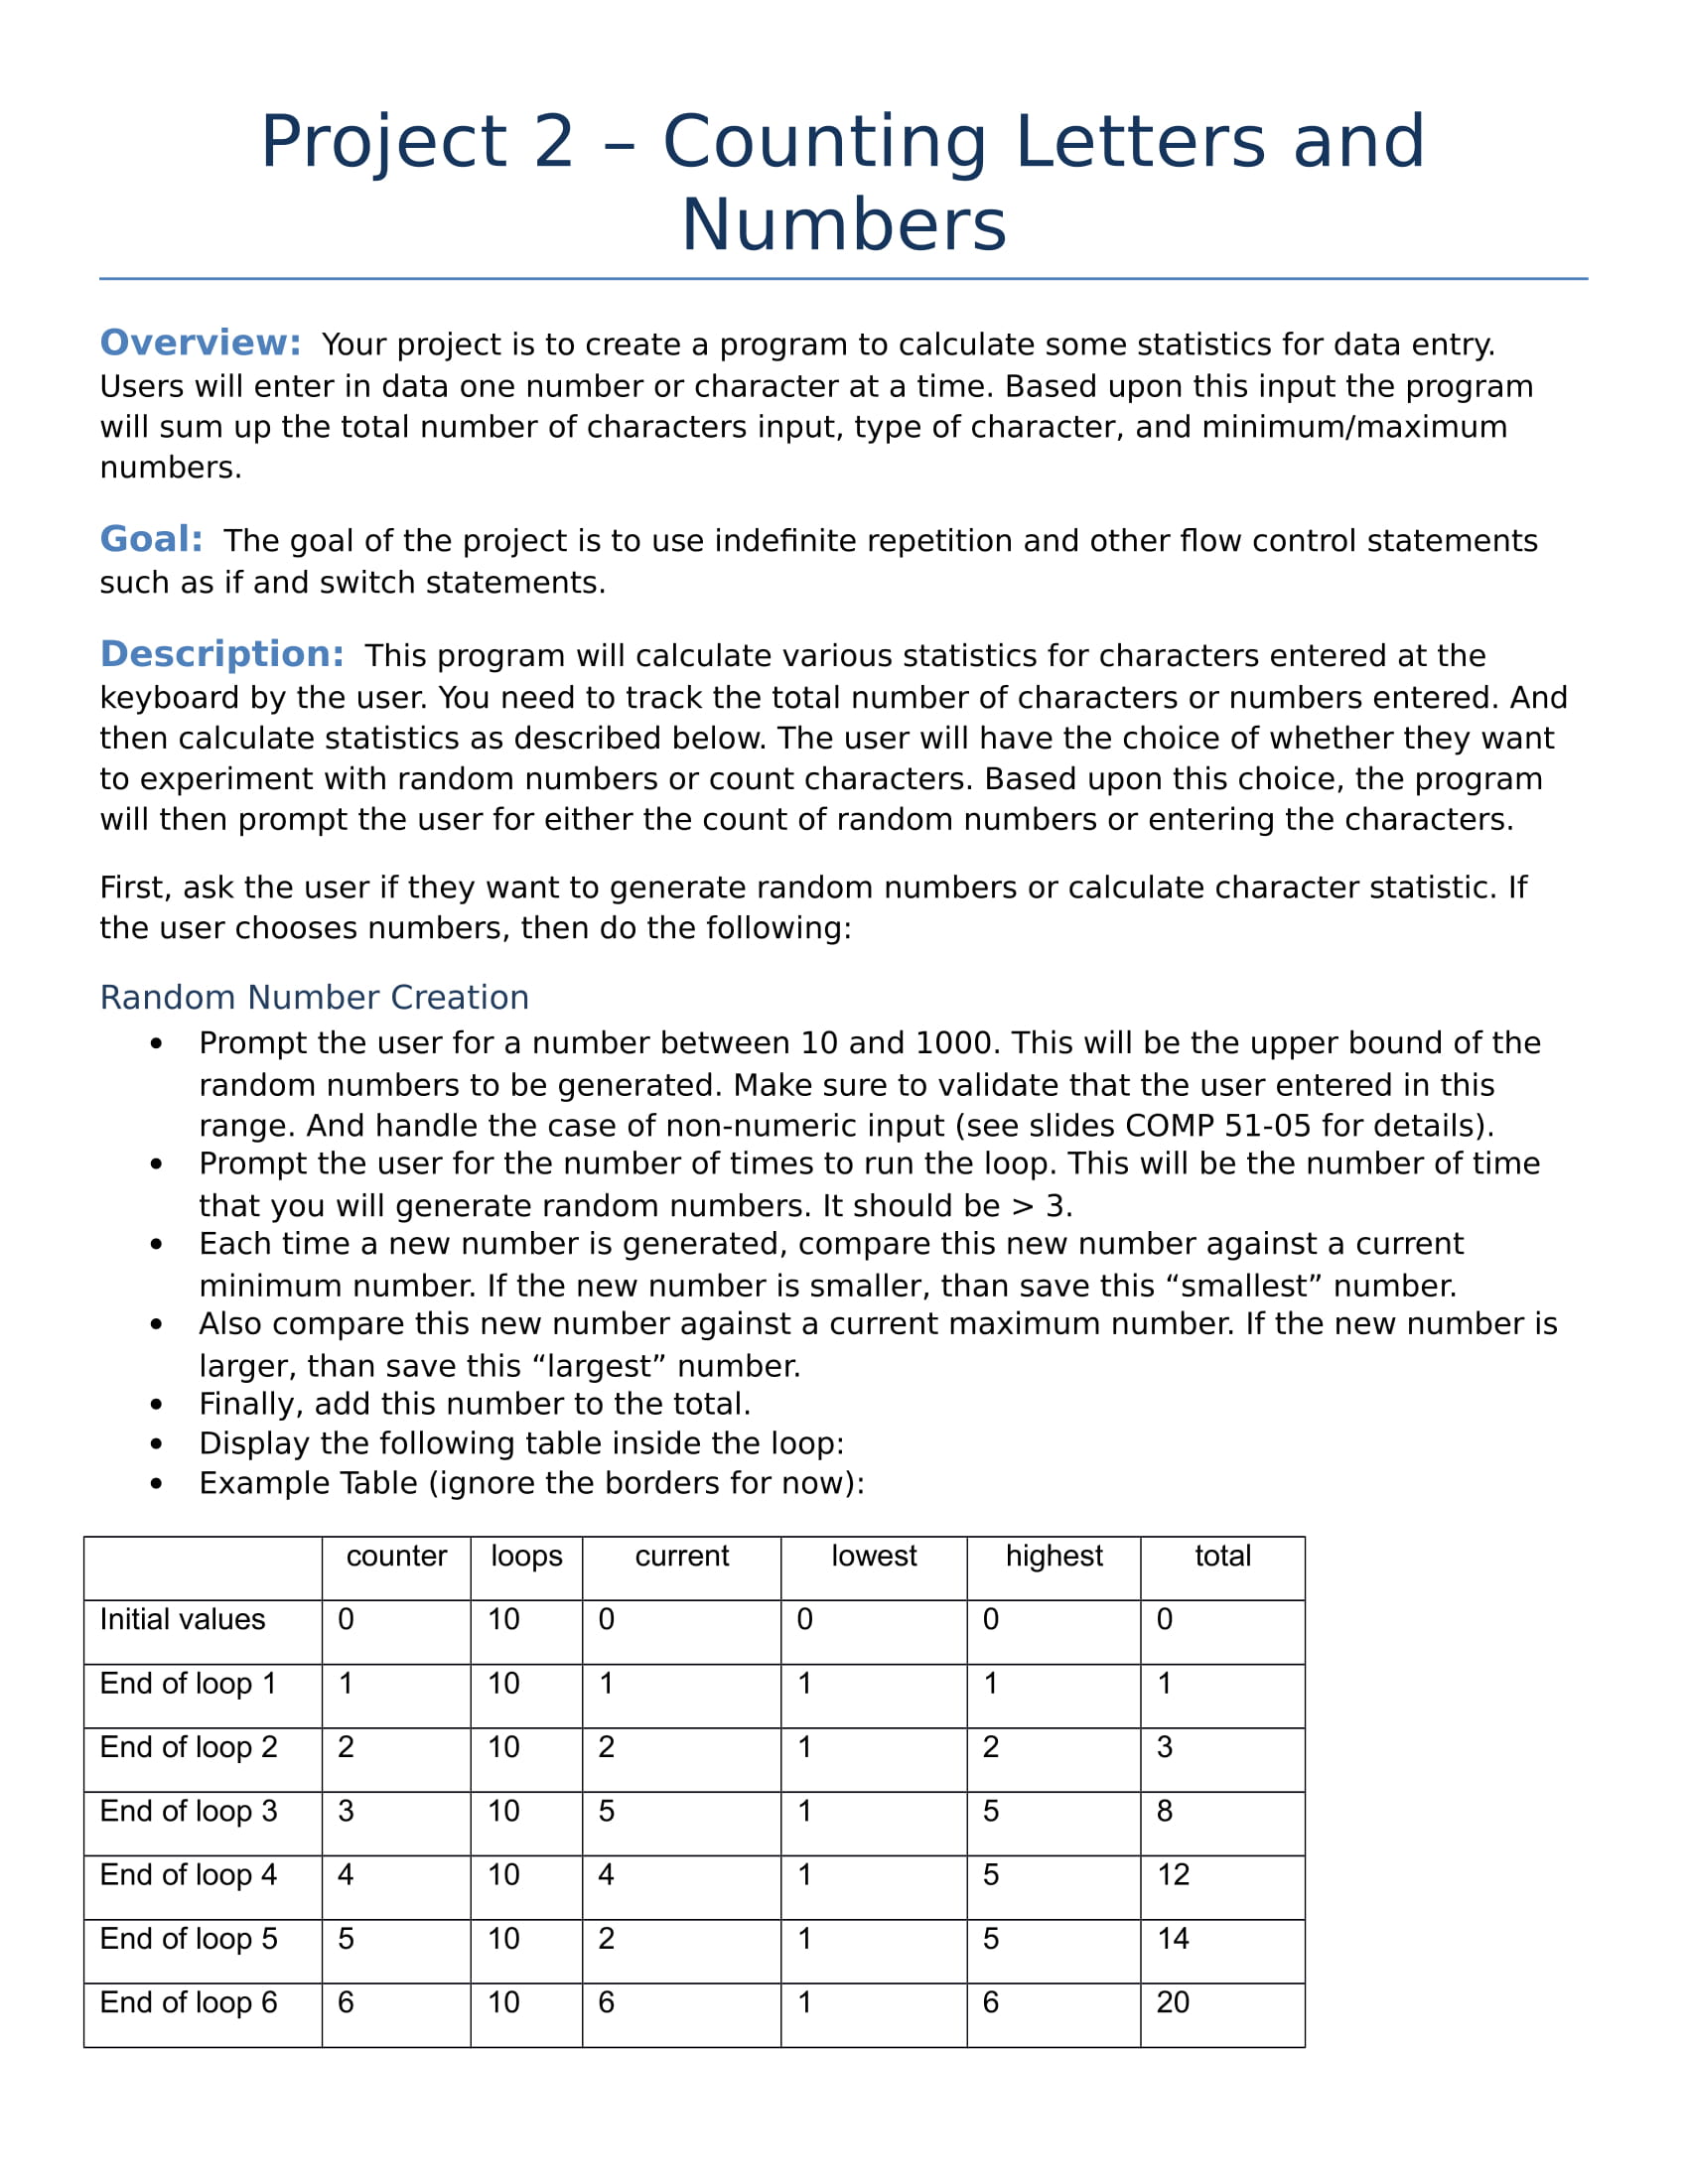 Project 2 – Counting Letters and
Numbers
Overview: Your project is to create a program to calculate some statistics for data entry.
Users will enter in data one number or character at a time. Based upon this input the program
will sum up the total number of characters input, type of character, and minimum/maximum
numbers.
Goal: The goal of the project is to use indefinite repetition and other flow control statements
such as if and switch statements.
Description: This program will calculate various statistics for characters entered at the
keyboard by the user. You need to track the total number of characters or numbers entered. And
then calculate statistics as described below. The user will have the choice of whether they want
to experiment with random numbers or count characters. Based upon this choice, the program
will then prompt the user for either the count of random numbers or entering the characters.
First, ask the user if they want to generate random numbers or calculate character statistic. If
the user chooses numbers, then do the following:
Random Number Creation
• Prompt the user for a number between 10 and 1000. This will be the upper bound of the
random numbers to be generated. Make sure to validate that the user entered in this
range. And handle the case of non-numeric input (see slides COMP 51-05 for details).
• Prompt the user for the number of times to run the loop. This will be the number of time
that you will generate random numbers. It should be > 3.
• Each time a new number is generated, compare this new number against a current
minimum number. If the new number is smaller, than save this “smallest” number.
• Also compare this new number against a current maximum number. If the new number is
larger, than save this “largest” number.
• Finally, add this number to the total.
• Display the following table inside the loop:
• Example Table (ignore the borders for now):
counter loops current lowest highest total
Initial values 0 10 0 0 0 0
End of loop 1 1 10 1 1 1 1
End of loop 2 2 10 2 1 2 3
End of loop 3 3 10 5 1 5 8
End of loop 4 4 10 4 1 5 12
End of loop 5 5 10 2 1 5 14
End of loop 6 6 10 6 1 6 20